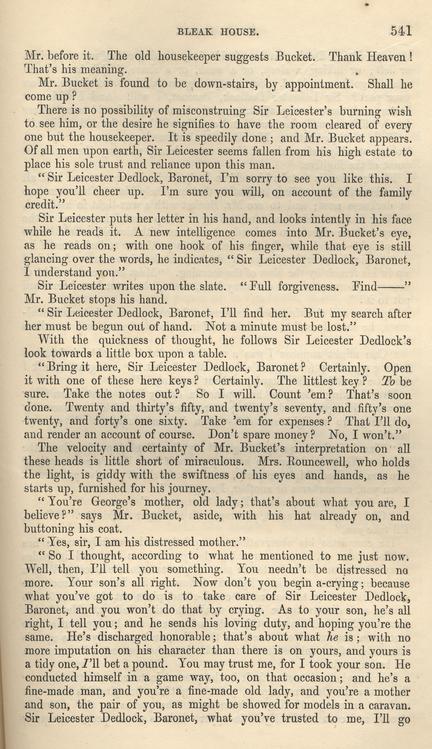 BLEAK HOUSE. 541
Mr. before it. The old housekeeper suggests Bucket. Thank Heaven!
That's his meaning.
Mr. Bucket is found to be down-stairs, by appointment. Shall he
come up?
There is no possibility of misconstruing Sir Leicester's burning wish
to see him, or the desire he signifies to have the room cleared of every
one but the housekeeper. It is speedily done; and Mr. Bucket appears.
Of all men upon earth, Sir Leicester seems fallen from his high estate to
place his sole trust and reliance upon this man.
"Sir Leicester Dedlock, Baronet, I'm sorry to see you like this. I
hope you'll cheer up. I'm sure you will, on account of the family
credit."
Sir Leicester puts her letter in his hand, and looks intently in his face
while he reads it. A new intelligence comes into Mr. Bucket's eye,
as he reads on; with one hook of his finger, while that eye is still
glancing over the words, he indicates, "Sir Leicester Dedlock, Baronet,
I understand you."
Sir Leicester writes upon the slate. "Full forgiveness. Find——"
Mr. Bucket stops his hand.
"Sir Leicester Dedlock, Baronet, I'll find her. But my search after
her must be begun out of hand. Not a minute must be lost."
With the quickness of thought, he follows Sir Leicester Dedlock's
look towards a little box upon a table.
"Bring it here, Sir Leicester Dedlock, Baronet? Certainly. Open
it with one of these here keys? Certainly. The littlest key? To be
sure. Take the notes out? So I will. Count 'em? That's soon
done. Twenty and thirty's fifty, and twenty's seventy, and fifty's one
twenty, and forty's one sixty. Take 'em for expenses? That I'll do,
and render an account of course. Don't spare money? No, I won't."
The velocity and certainty of Mr. Bucket's interpretation on all
these heads is little short of miraculous. Mrs. Rouncewell, who holds
the light, is giddy with the swiftness of his eyes and hands, as he
starts up, furnished for his journey.
"You're George's mother, old lady; that's about what you are, I
believe?" says Mr. Bucket, aside, with his hat already on, and
buttoning his coat.
"Yes, sir, I am his distressed mother."
"So I thought, according to what he mentioned to me just now.
Well, then, I'll tell you something. You needn't be distressed no
more. Your son's all right. Now don't you begin a-crying; because
what you've got to do is to take care of Sir Leicester Dedlock,
Baronet, and you won't do that by crying. As to your son, he's all
right, I tell you; and he sends his loving duty, and hoping you're the
same. He's discharged honorable; that's about what he is; with no
more imputation on his character than there is on yours, and yours is
a tidy one, I'll bet a pound. You may trust me, for I took your son. He
conducted himself in a game way, too, on that occasion; and he's a
fine-made man, and you're a fine-made old lady, and you're a mother
and son, the pair of you, as might be showed for models in a caravan.
Sir Leicester Dedlock, Baronet, what you've trusted to me, I'll go